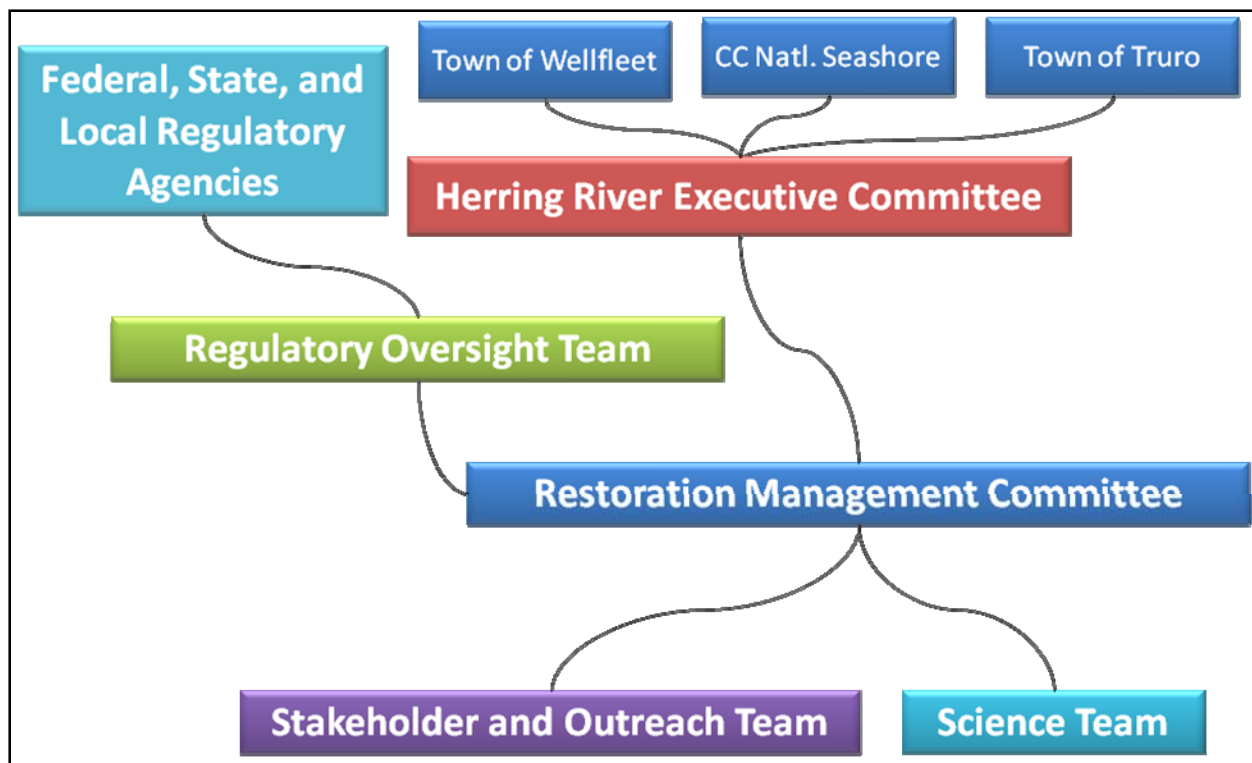 Federal, State, and
Local Regulatory
Agencies
Town of Wellfleet
CC Natl. Seashore
Town of Truro
Herring River Executive Committee
Regulatory Oversight Team
Restoration Management Committee
Stakeholder and Outreach Team
Science Team